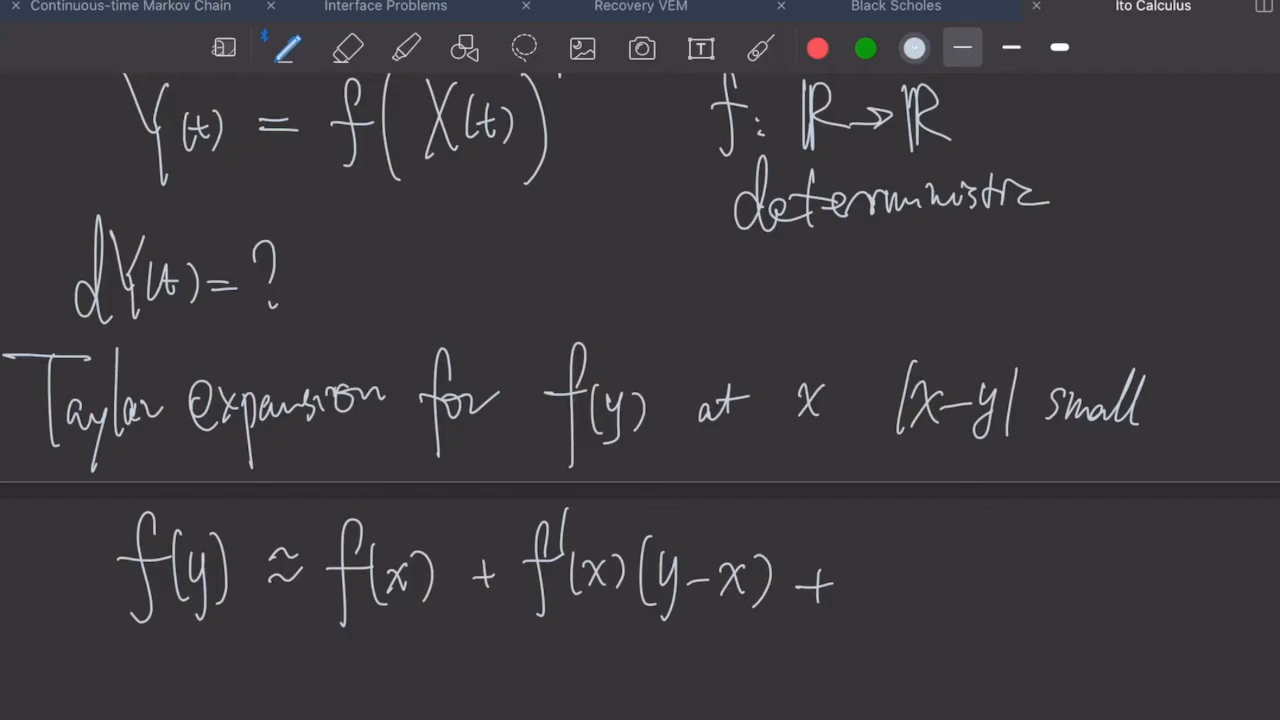 Continuous-time Markov Chain × Interface Problems × Recovery VEM × Black Scholes × Ito Calculus
T
Y(t) = f(X(t)) f: ℝ → ℝ
deterministic
dY(t) = ?
Taylor expansion for f(y) at x |x-y| small
f(y) ≈ f(x) + f'(x)(y-x) +